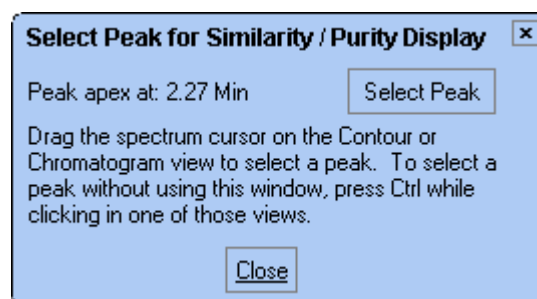 Select Peak for Similarity / Purity Display
Peak apex at: 2.27 Min
Select Peak
Drag the spectrum cursor on the Contour or
Chromatogram view to select a peak. To select a
peak without using this window, press Ctrl while
clicking in one of those views.
Close